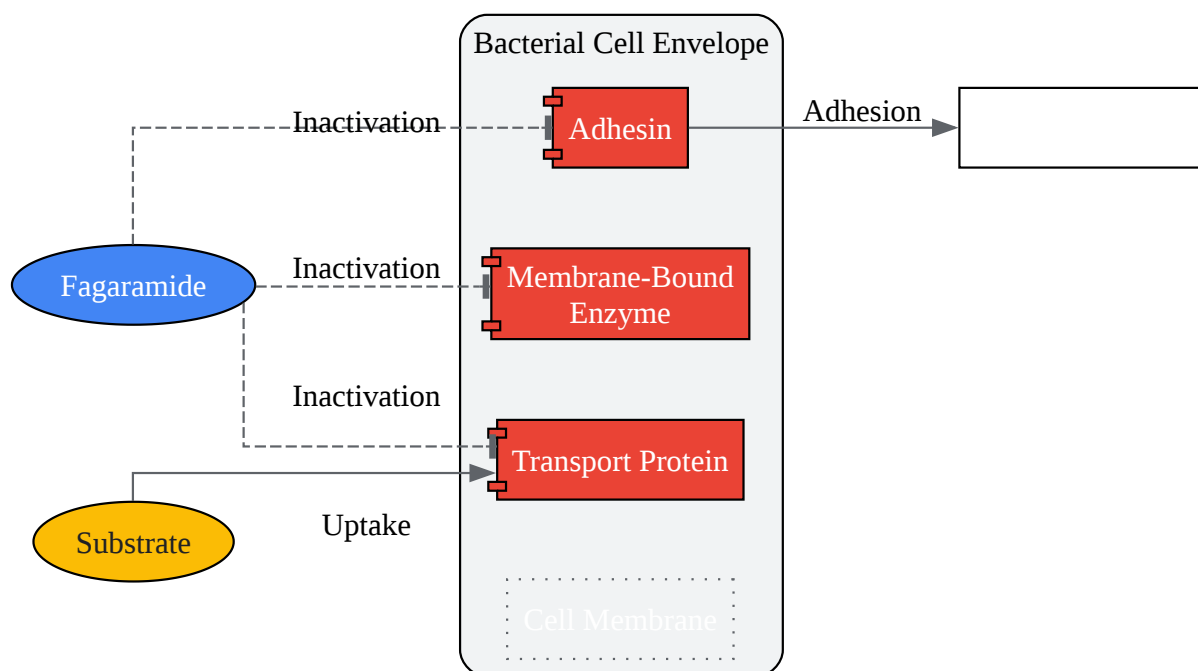 Bacterial Cell Envelope
Inactivation
Adhesin
Adhesion
Fagaramide
Inactivation
Membrane-Bound
Enzyme
Inactivation
Transport Protein
Substrate
Uptake
Cell Membrane